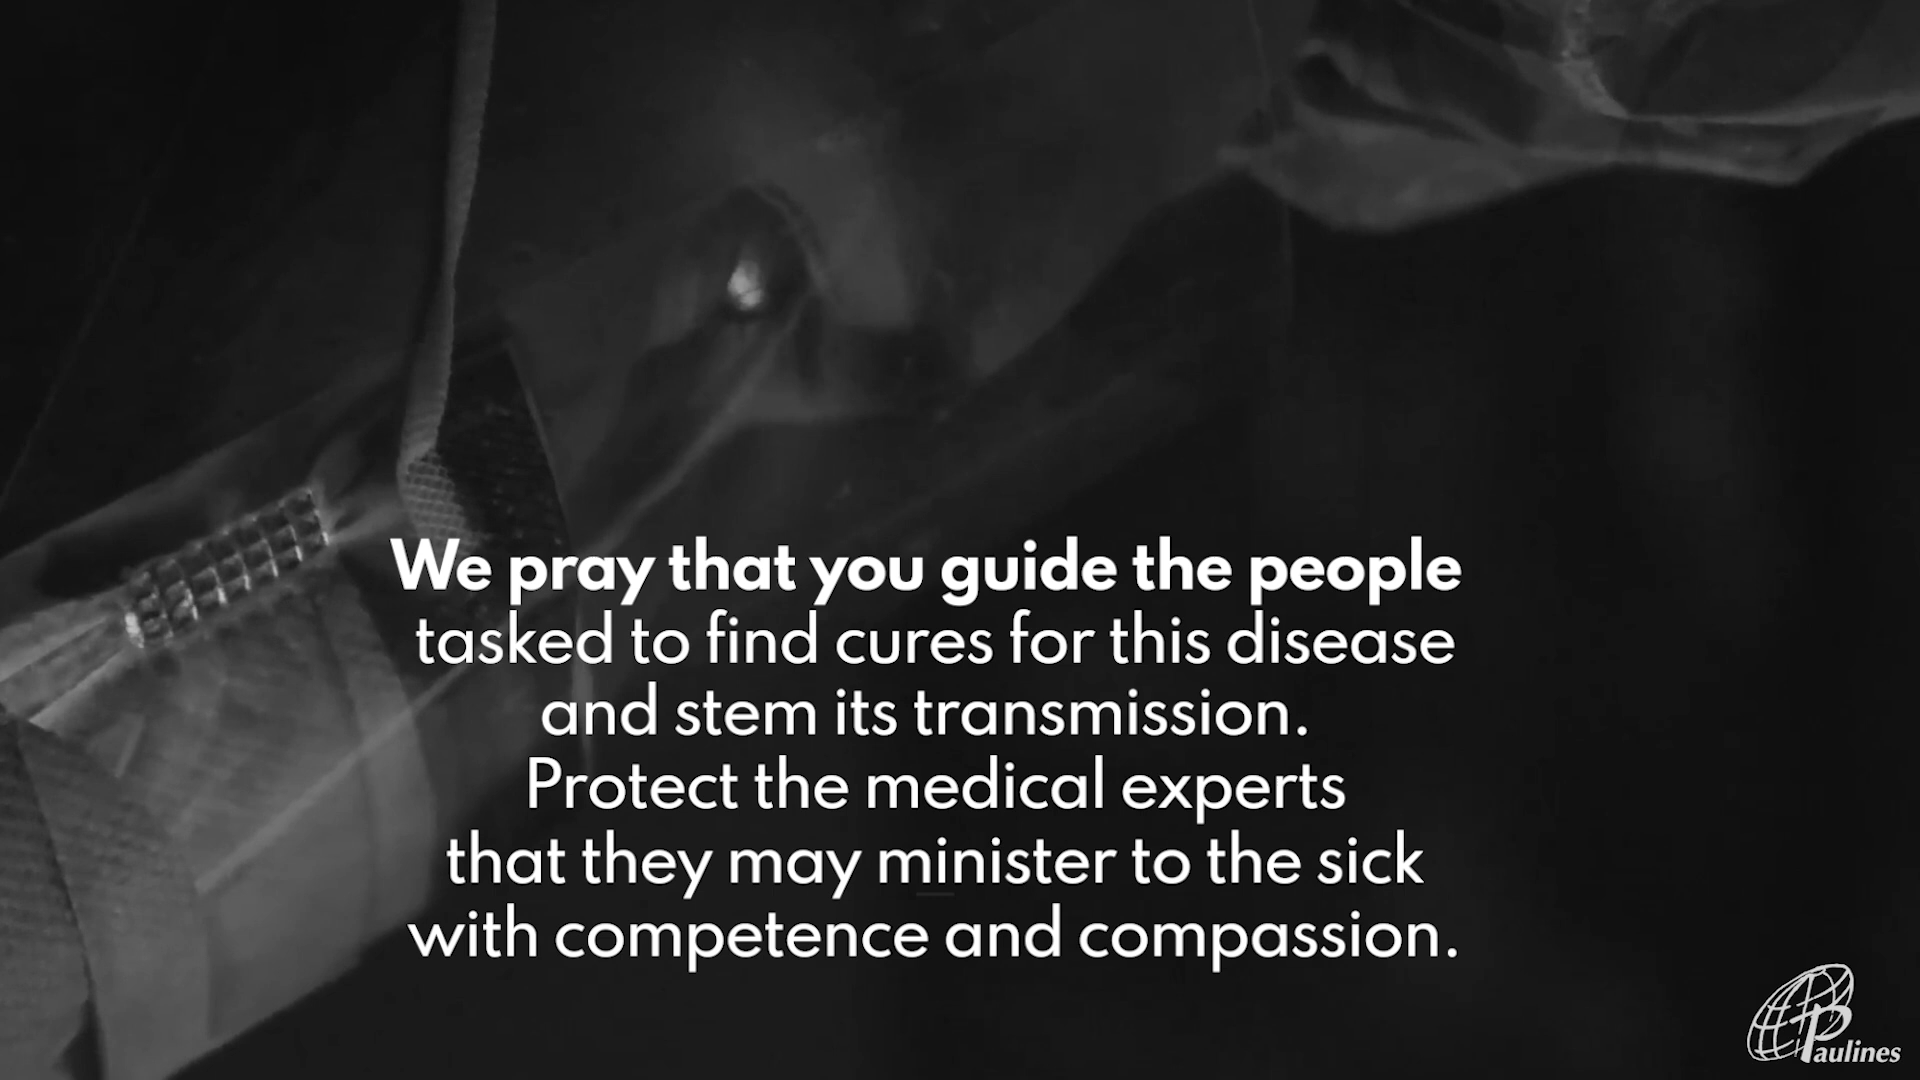 We pray that you guide the people
tasked to find cures for this disease
and stem its transmission.
Protect the medical experts
that they may minister to the sick
with competence and compassion.
Paulines